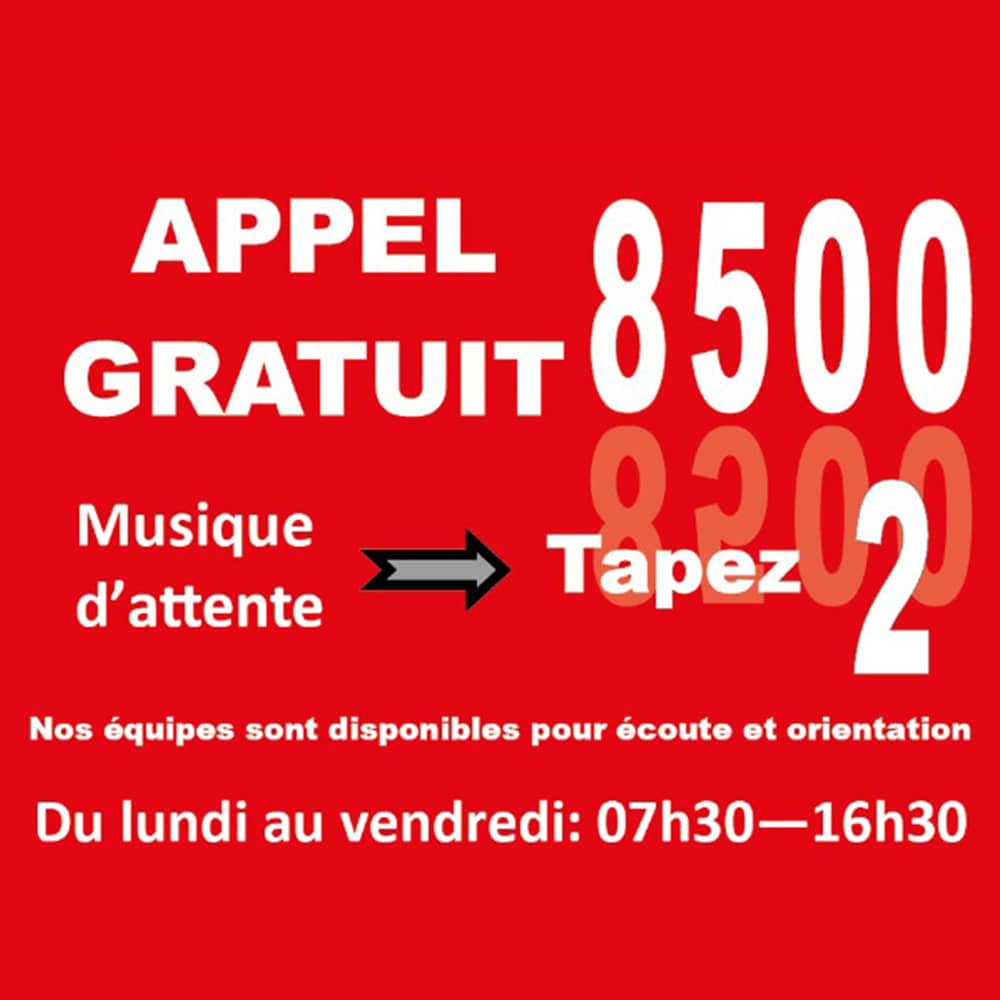 APPEL
GRATUIT
8500
Musique
d’attente
Tapez 2
Nos équipes sont disponibles pour écoute et orientation
Du lundi au vendredi: 07h30—16h30